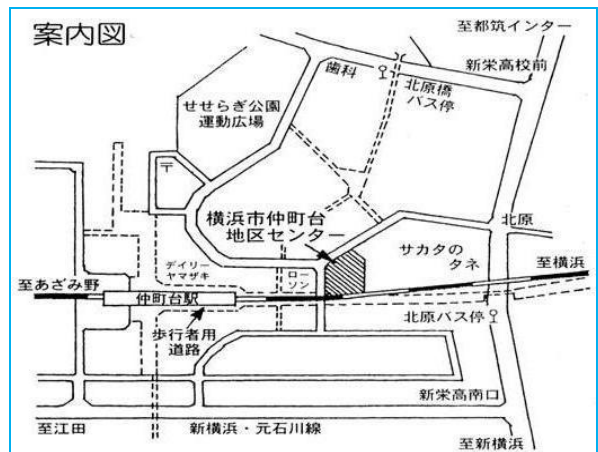 案内図
至都筑インター
新栄高校前
歯科
北原橋
バス停
せせらぎ公園
運動広場
〒
横浜市仲町台
地区センター
北原
サカタの
タネ
デイリー
ヤマザキ
ローソン
至横浜
至あざみ野
仲町台駅
歩行者用
道路
北原バス停
新栄高南口
至江田
新横浜・元石川線
至新横浜